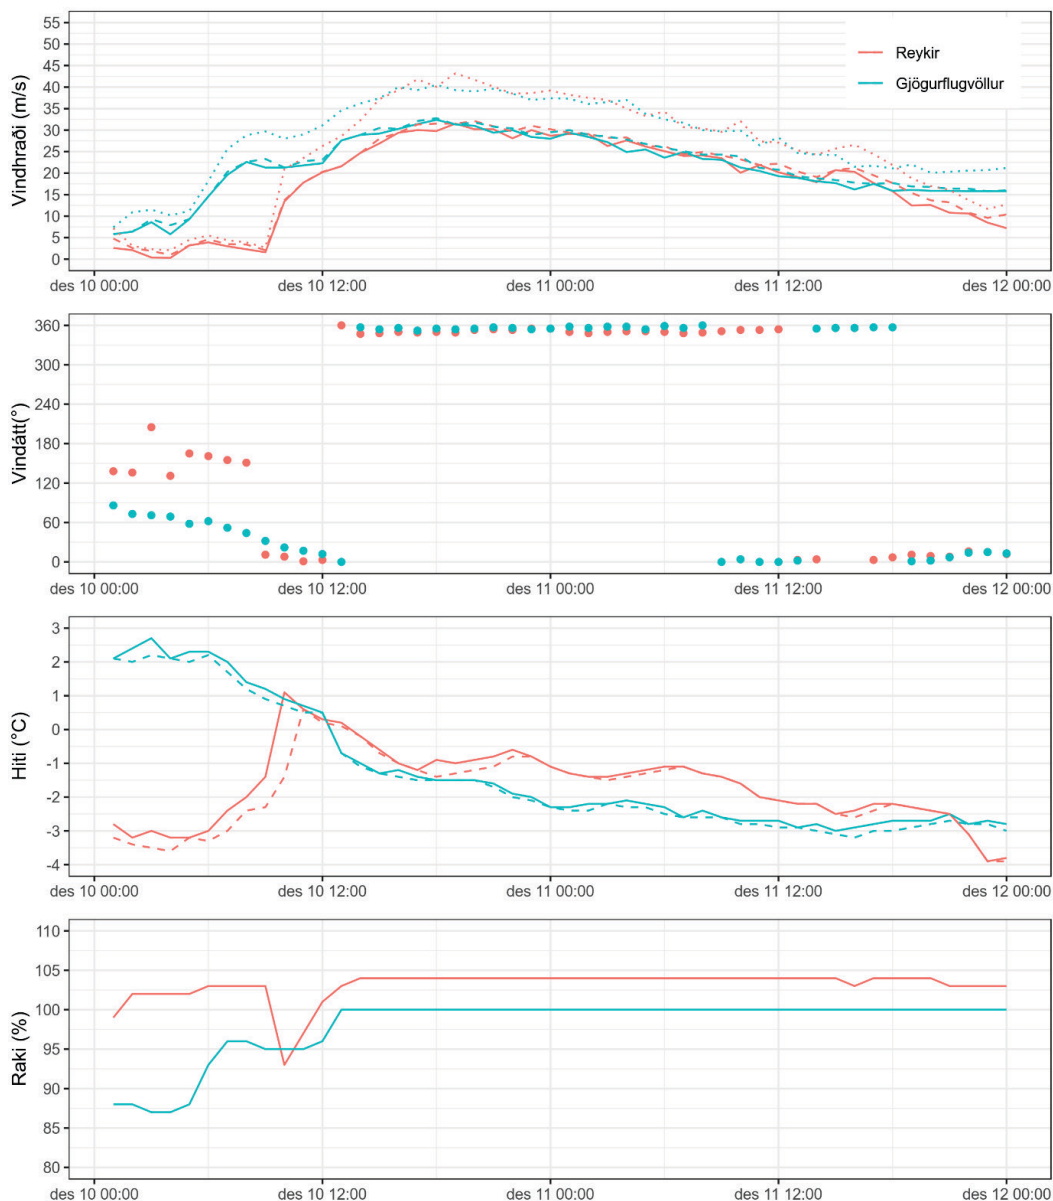 Vindhraði (m/s)
55
50
45
40
35
30
25
20
15
10
5
0
Reykir
Gjögurflugvöllur
des 10 00:00
des 10 12:00
des 11 00:00
des 11 12:00
des 12 00:00
Vindátt(°)
360
300
240
180
120
60
0
des 10 00:00
des 10 12:00
des 11 00:00
des 11 12:00
des 12 00:00
Hiti (°C)
3
2
1
0
-1
-2
-3
-4
des 10 00:00
des 10 12:00
des 11 00:00
des 11 12:00
des 12 00:00
Raki (%)
110
105
100
95
90
85
80
des 10 00:00
des 10 12:00
des 11 00:00
des 11 12:00
des 12 00:00